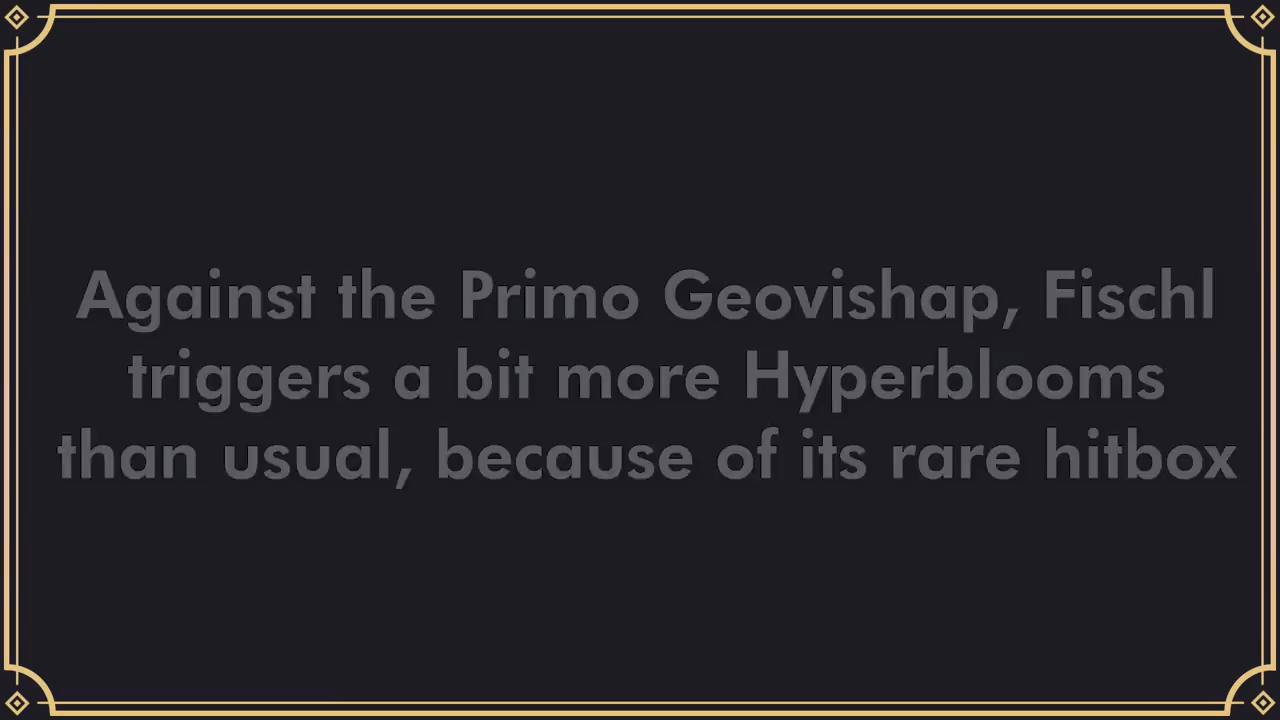 Against the Primo Geovishap, Fischl
triggers a bit more Hyperblooms
than usual, because of its rare hitbox